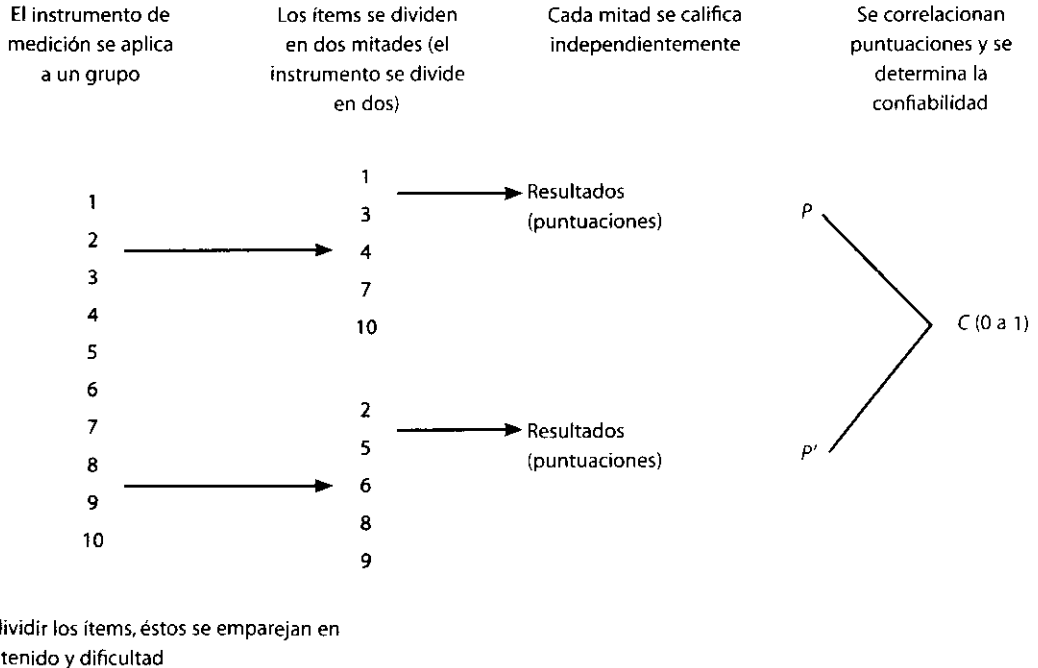 El instrumento de
medición se aplica
a un grupo
Los ítems se dividen
en dos mitades (el
instrumento se divide
en dos)
Cada mitad se califica
independientemente
Se correlacionan
puntuaciones y se
determina la
confiabilidad
1
2
3
4
5
6
7
8
9
10
1
3
4
7
10
2
5
6
8
9
Resultados
(puntuaciones)
Resultados
(puntuaciones)
P
P'
C (0 a 1)
los ítems, éstos se emparejan en
y dificultad